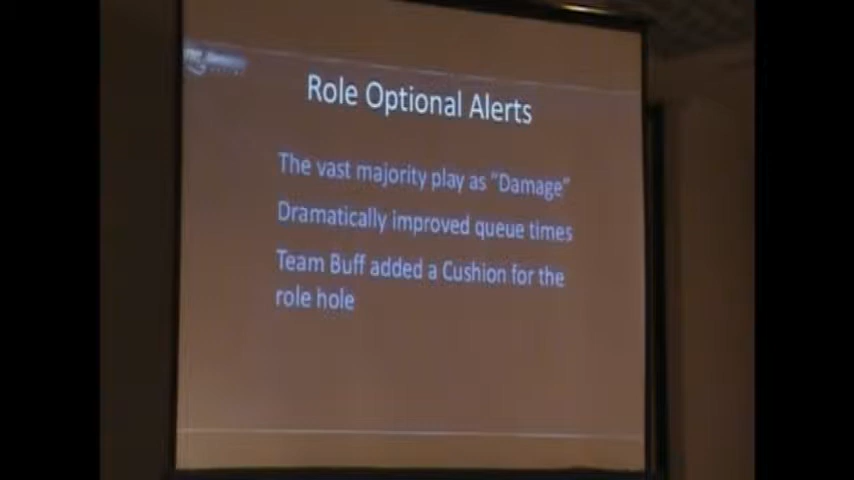 Role Optional Alerts
The vast majority play as “Damage”
Dramatically improved queue times
Team Buff added a Cushion for the
role hole